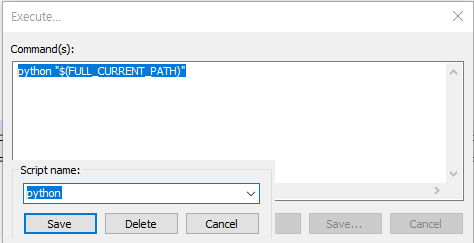 Execute...
Command(s):
python "$(FULL_CURRENT_PATH)"
Script name:
python
Save Delete Cancel Save... Cancel